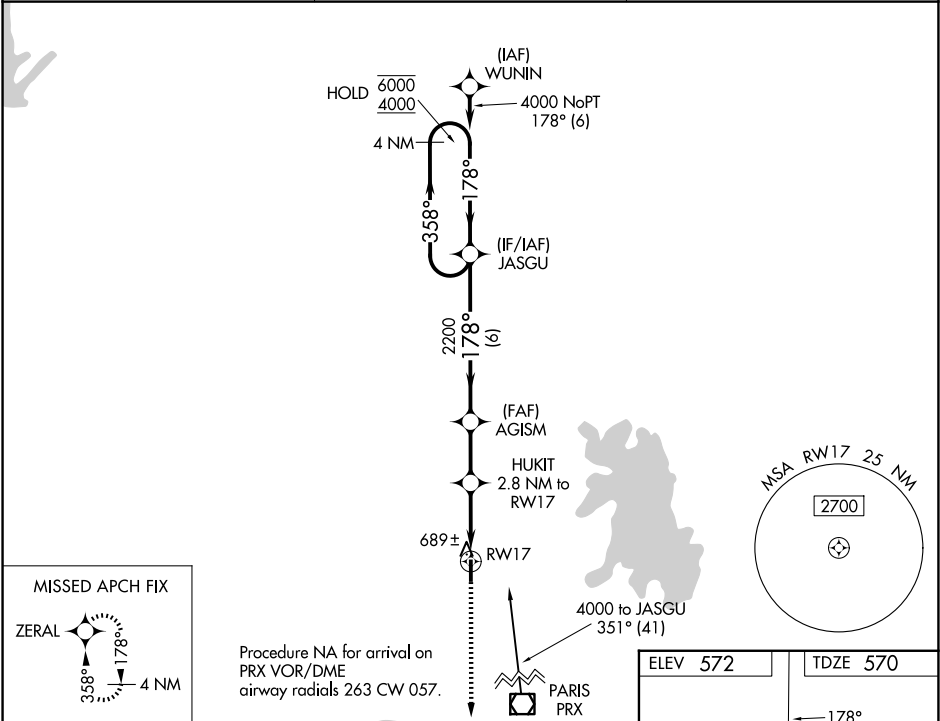 (IAF)
WUNIN
HOLD 6000
4000
4000 NoPT
178° (6)
4 NM
178°
358°
(IF/IAF)
JASGU
2200
178°
(6)
(FAF)
AGISM
HUKIT
2.8 NM to
RW17
689±
RW17
MSA RW17 25 NM
2700
MISSED APCH FIX
ZERAL
178°
358°
4 NM
4000 to JASGU
351° (41)
Procedure NA for arrival on
PRX VOR/DME
airway radials 263 CW 057.
PARIS
PRX
ELEV 572
TDZE 570
178°